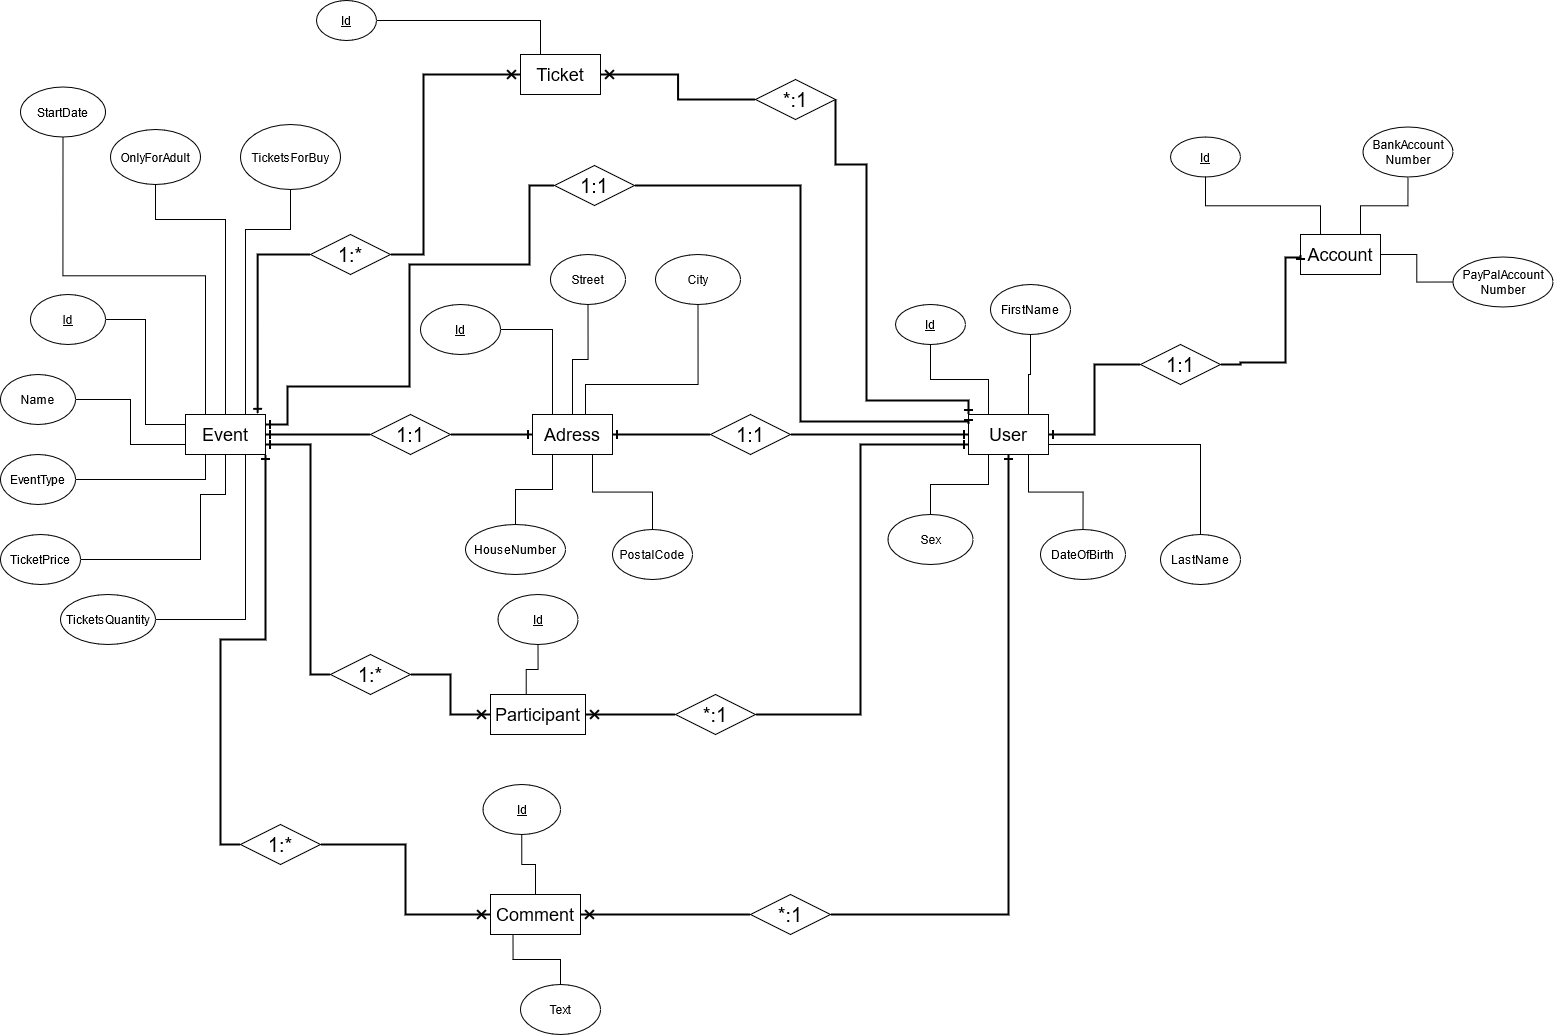 Id
Ticket
*:1
StartDate
OnlyForAdult
TicketsForBuy
1:1
Id
BankAccount
Number
1:*
Account
Street
City
PayPalAccount
Number
Id
Id
Id
FirstName
1:1
Name
Event
1:1
Adress
1:1
User
EventType
HouseNumber
PostalCode
Sex
DateOfBirth
LastName
TicketPrice
TicketsQuantity
Id
1:*
Participant
*:1
Id
1:*
Comment
*:1
Text